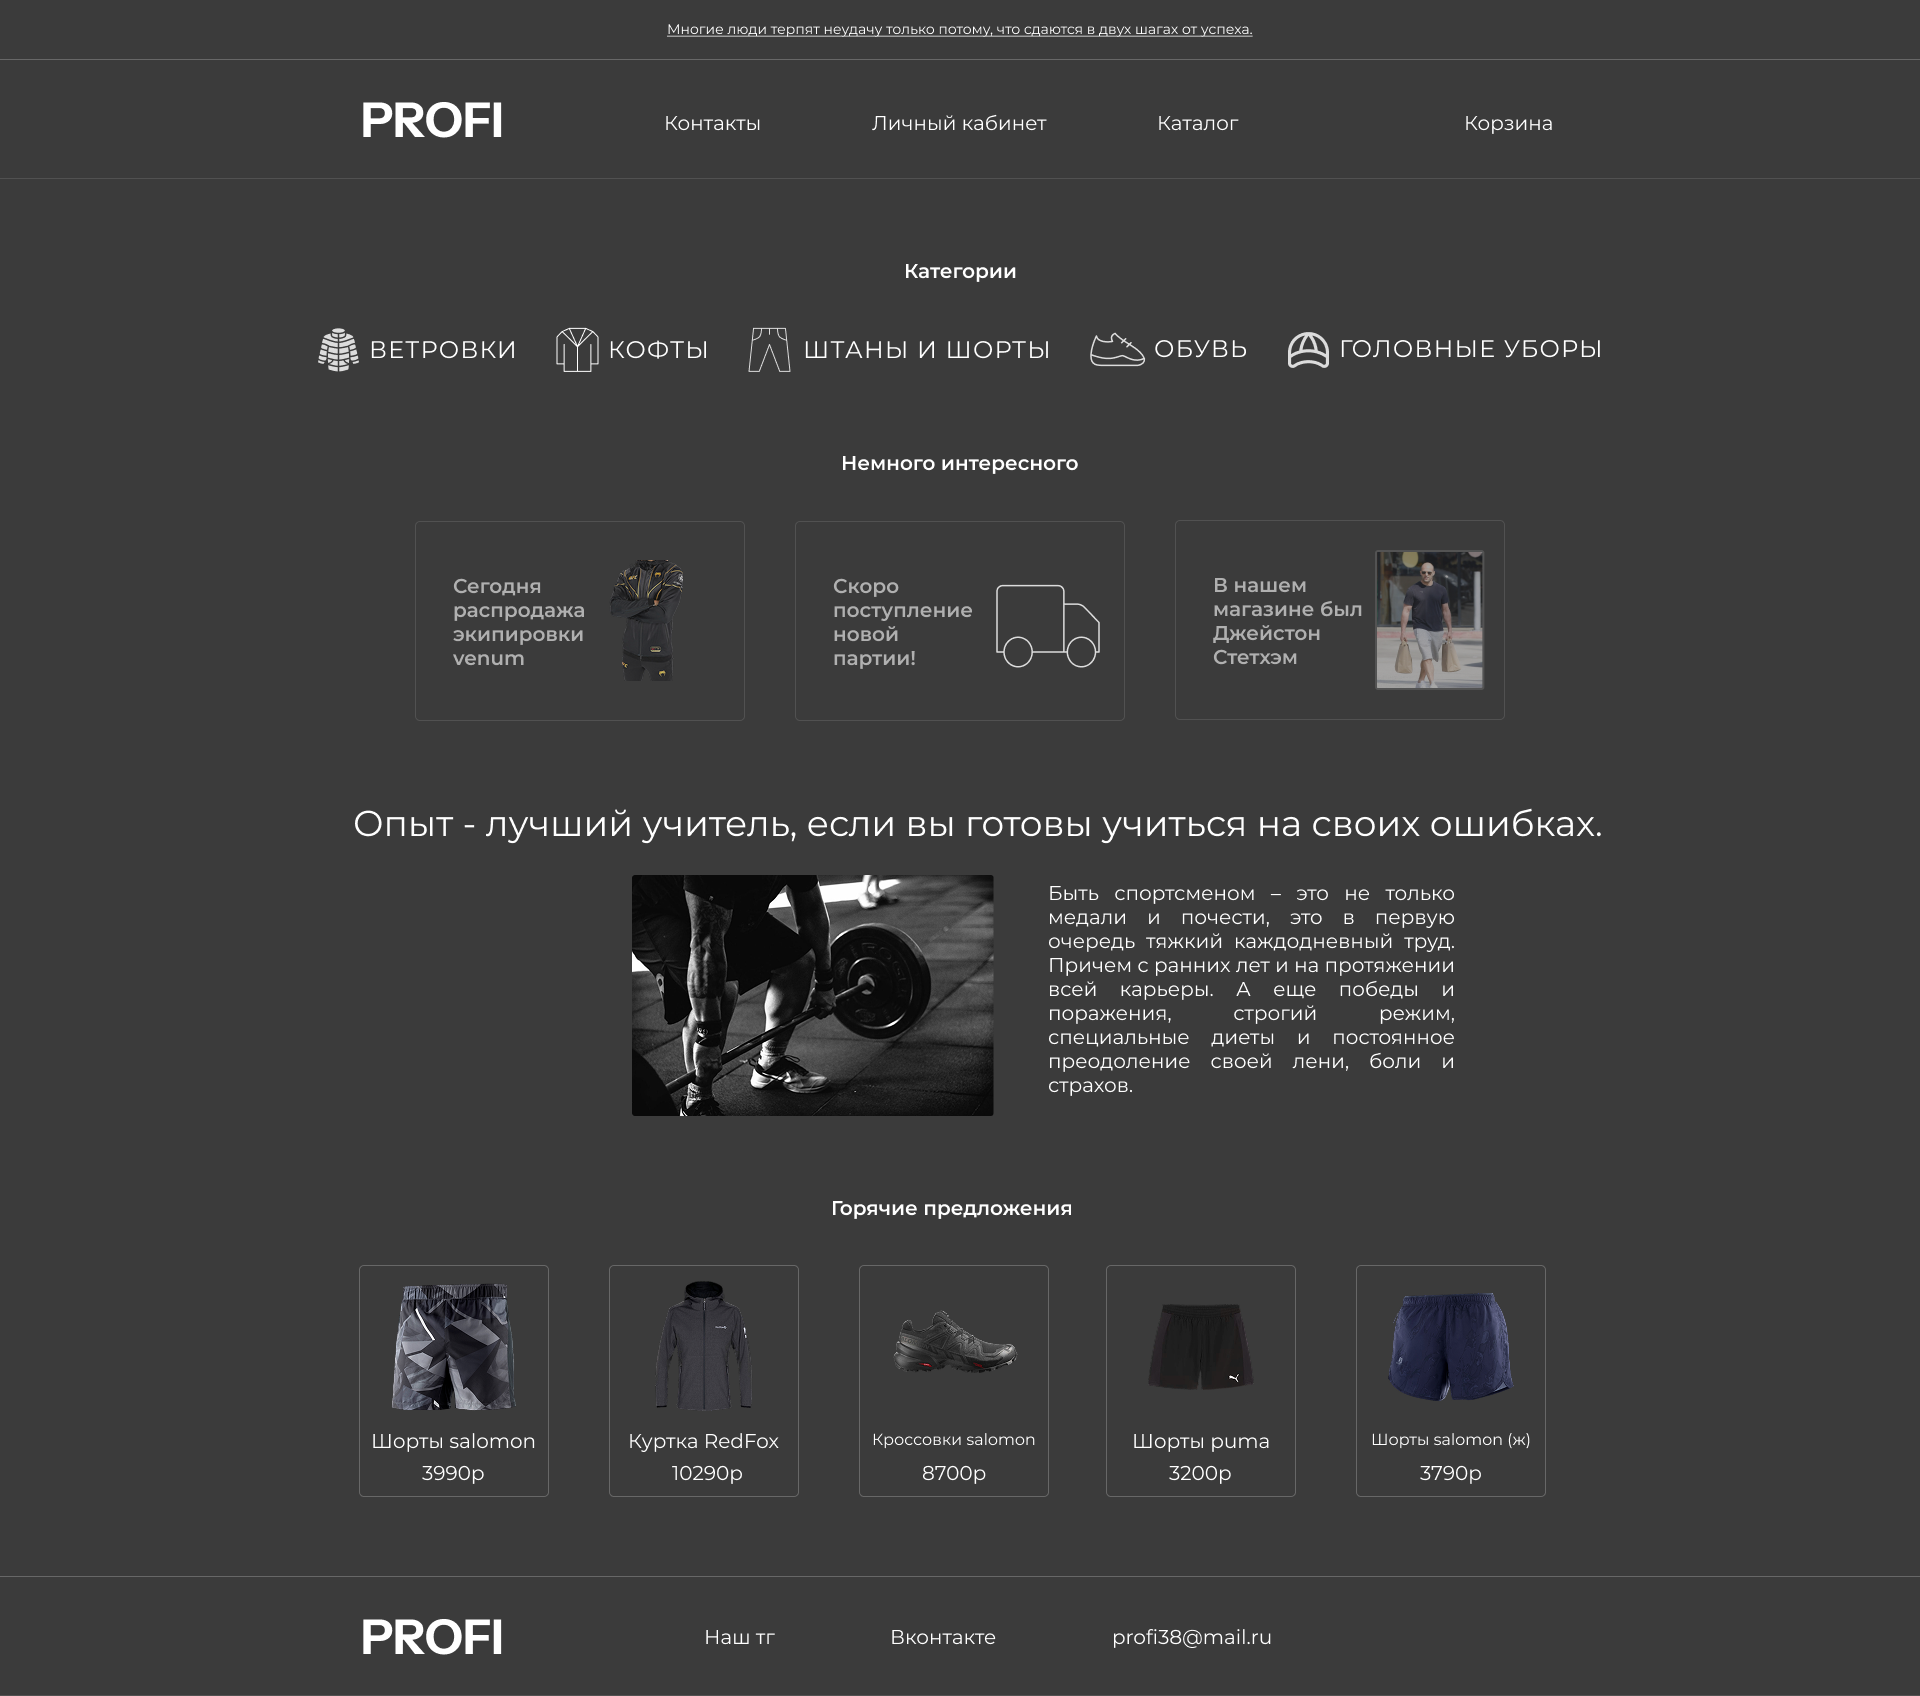 Многие люди терпят неудачу только потому, что сдаются в двух шагах от успеха.
PROFI
Контакты
Личный кабинет
Каталог
Корзина
Категории
ВЕТРОВКИ
КОФТЫ
ШТАНЫ И ШОРТЫ
ОБУВЬ
ГОЛОВНЫЕ УБОРЫ
Немного интересного
Сегодня
распродажа
экипировки
venum
Скоро
поступление
новой
партии!
В нашем
магазине был
Джейстон
Стетхэм
Опыт - лучший учитель, если вы готовы учиться на своих ошибках.
Быть спортсменом – это не только
медали и почести, это в первую
очередь тяжкий каждодневный труд.
Причем с ранних лет и на протяжении
всей карьеры. А еще победы и
поражения, строгий режим,
специальные диеты и постоянное
преодоление своей лени, боли и
страхов.
Горячие предложения
Шорты salomon
3990р
Куртка RedFox
10290р
Кроссовки salomon
8700р
Шорты puma
3200р
Шорты salomon (ж)
3790р
PROFI
Наш тг
Вконтакте
profi38@mail.ru